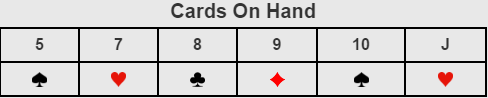 Cards On Hand
5 7 8 9 10 J
♠ ♥ ♣ ♦ ♠ ♥